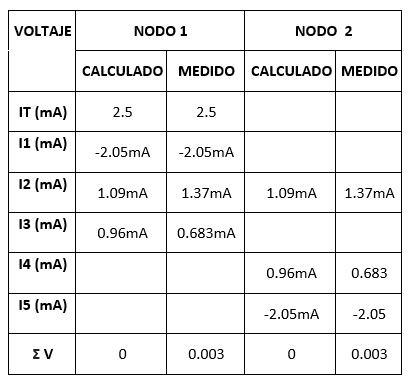 VOLTAJE NODO 1 NODO 2
CALCULADO MEDIDO CALCULADO MEDIDO
IT (mA) 2.5 2.5
I1 (mA) -2.05mA -2.05mA
I2 (mA) 1.09mA 1.37mA 1.09mA 1.37mA
I3 (mA) 0.96mA 0.683mA
I4 (mA) 0.96mA 0.683
I5 (mA) -2.05mA -2.05
Σ V 0 0.003 0 0.003